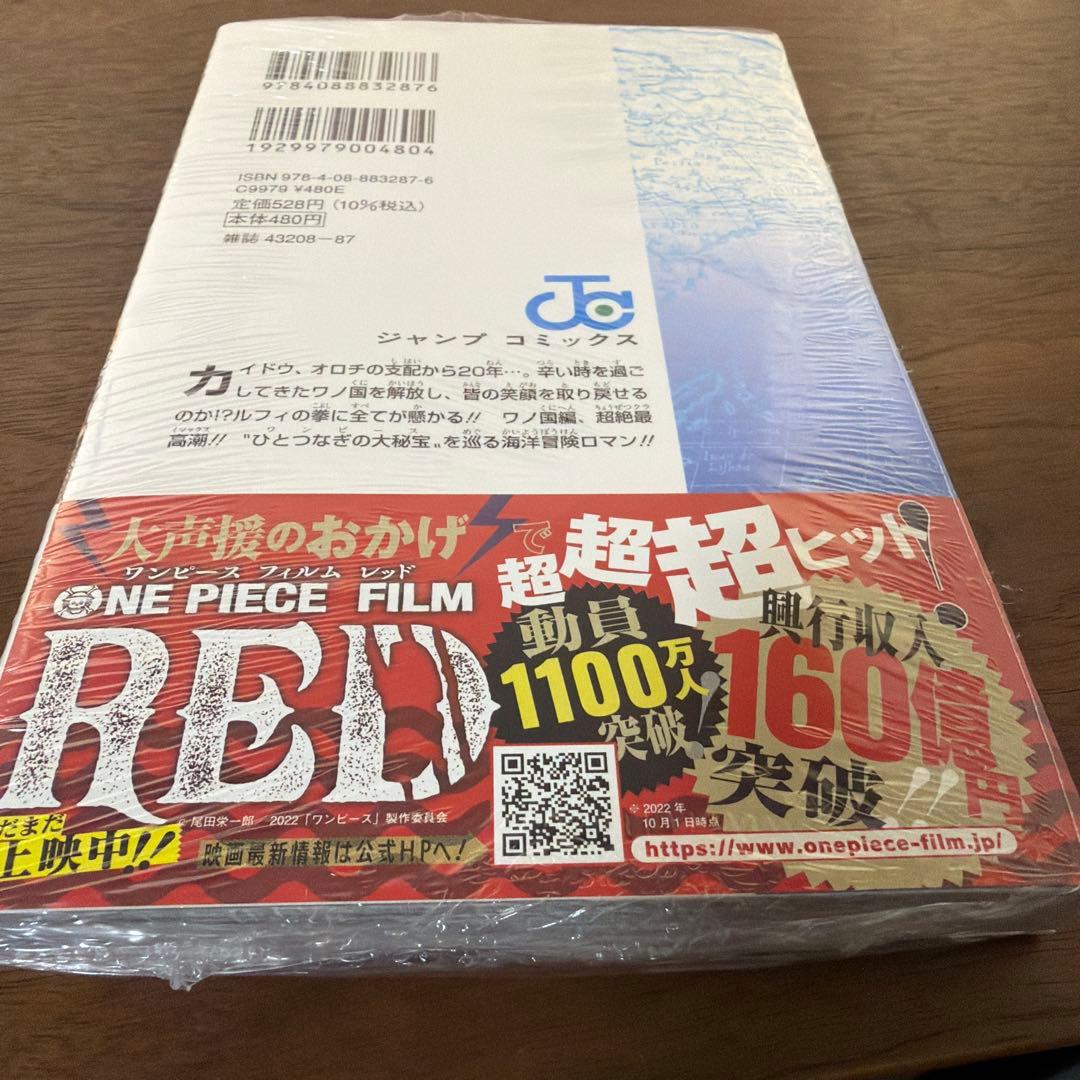 9784088832876
1929979004804
ISBN 978-4-08-883287-6
C9979 ¥480E
定価528円 (10%税込)
本体480円
雑誌 43208-87
ジャンプ コミックス
カイドウ、オロチの支配から20年…。辛い時を過ご
してきたワノ国を解放し、皆の笑顔を取り戻せる
のか!?ルフィの拳に全てが懸かる!! ワノ国編、超絶最
高潮!! "ひとつなぎの大秘宝"を巡る海洋冒険ロマン!!
大声援のおかげで超超超ヒット!
ワンピース フィルム レッド
ONE PIECE FILM
RED
動員
1100万人
突破!
興行収入
160億円
突破!!
※2022年
10月1日時点
© 尾田栄一郎 2022「ワンピース」製作委員会
だまだ
上映中!!
映画最新情報は公式HPへ!
https://www.onepiece-film.jp/